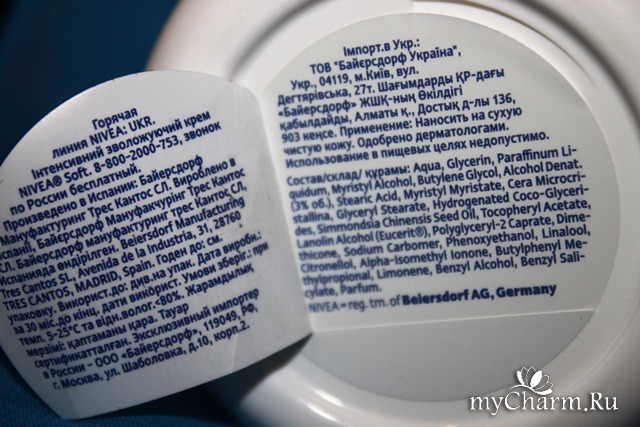 Горячая
линия NIVEA: UKR.
Інтенсивний зволожуючий крем
NIVEA® Soft. 8-800-2000-753, звонок
по России бесплатный.
Произведено в Испании: Байерсдорф
Мануфактуринг Трес Кантос СЛ. Вироблено в
Іспанії. Байєрсдорф Мануфекчурінг Трес Кантос
СЛ. Байерсдорф мануфактуринг трес Кантос СЛ,
Испанияда өндірілген. Beiersdorf Manufacturing
Tres Cantos SL. Avenida de la Industria, 31, 28760
TRES CANTOS, MADRID, Spain. Годен до: см.
упаковку. Використ.до: див.на упак. Дата виробн.:
за 30 міс.до кінц. дати використ. Умови зберіг.: при
темп. 5-25°C та відн.волог.<80%. Жарамдылық
мерзімі: қаптаманы қара. Тауар
сертификатталған. Эксклюзивный импортер
в России – ООО «Байерсдорф», 119049, РФ,
г. Москва, ул. Шаболовка, д.10, корп.2.
Імпорт.в Укр.:
ТОВ "Байєрсдорф Україна",
Укр., 04119, м.Київ, вул.
Дегтярівська, 27т. Шағымдарды ҚР-дағы
«Байерсдорф» ЖШҚ-ның Өкілдігі
қабылдайды, Алматы қ., Достық д-лы 136,
903 кеңсе. Применение: Наносить на сухую
чистую кожу. Одобрено дерматологами.
Использование в пищевых целях недопустимо.
Состав/склад/ құрамы: Aqua, Glycerin, Paraffinum Li-
quidum, Myristyl Alcohol, Butylene Glycol, Alcohol Denat.
(3% об.), Stearic Acid, Myristyl Myristate, Cera Microcri-
stallina, Glyceryl Stearate, Hydrogenated Coco-Glyceri-
des, Simmondsia Chinensis Seed Oil, Tocopheryl Acetate,
Lanolin Alcohol (Eucerit®), Polyglyceryl-2 Caprate, Dime-
thicone, Sodium Carbomer, Phenoxyethanol, Linalool,
Citronellol, Alpha-Isomethyl Ionone, Butylphenyl Me-
thylpropional, Limonene, Benzyl Alcohol, Benzyl Sali-
cylate, Parfum.
NIVEA = reg. tm. of Beiersdorf AG, Germany
myCharm.Ru